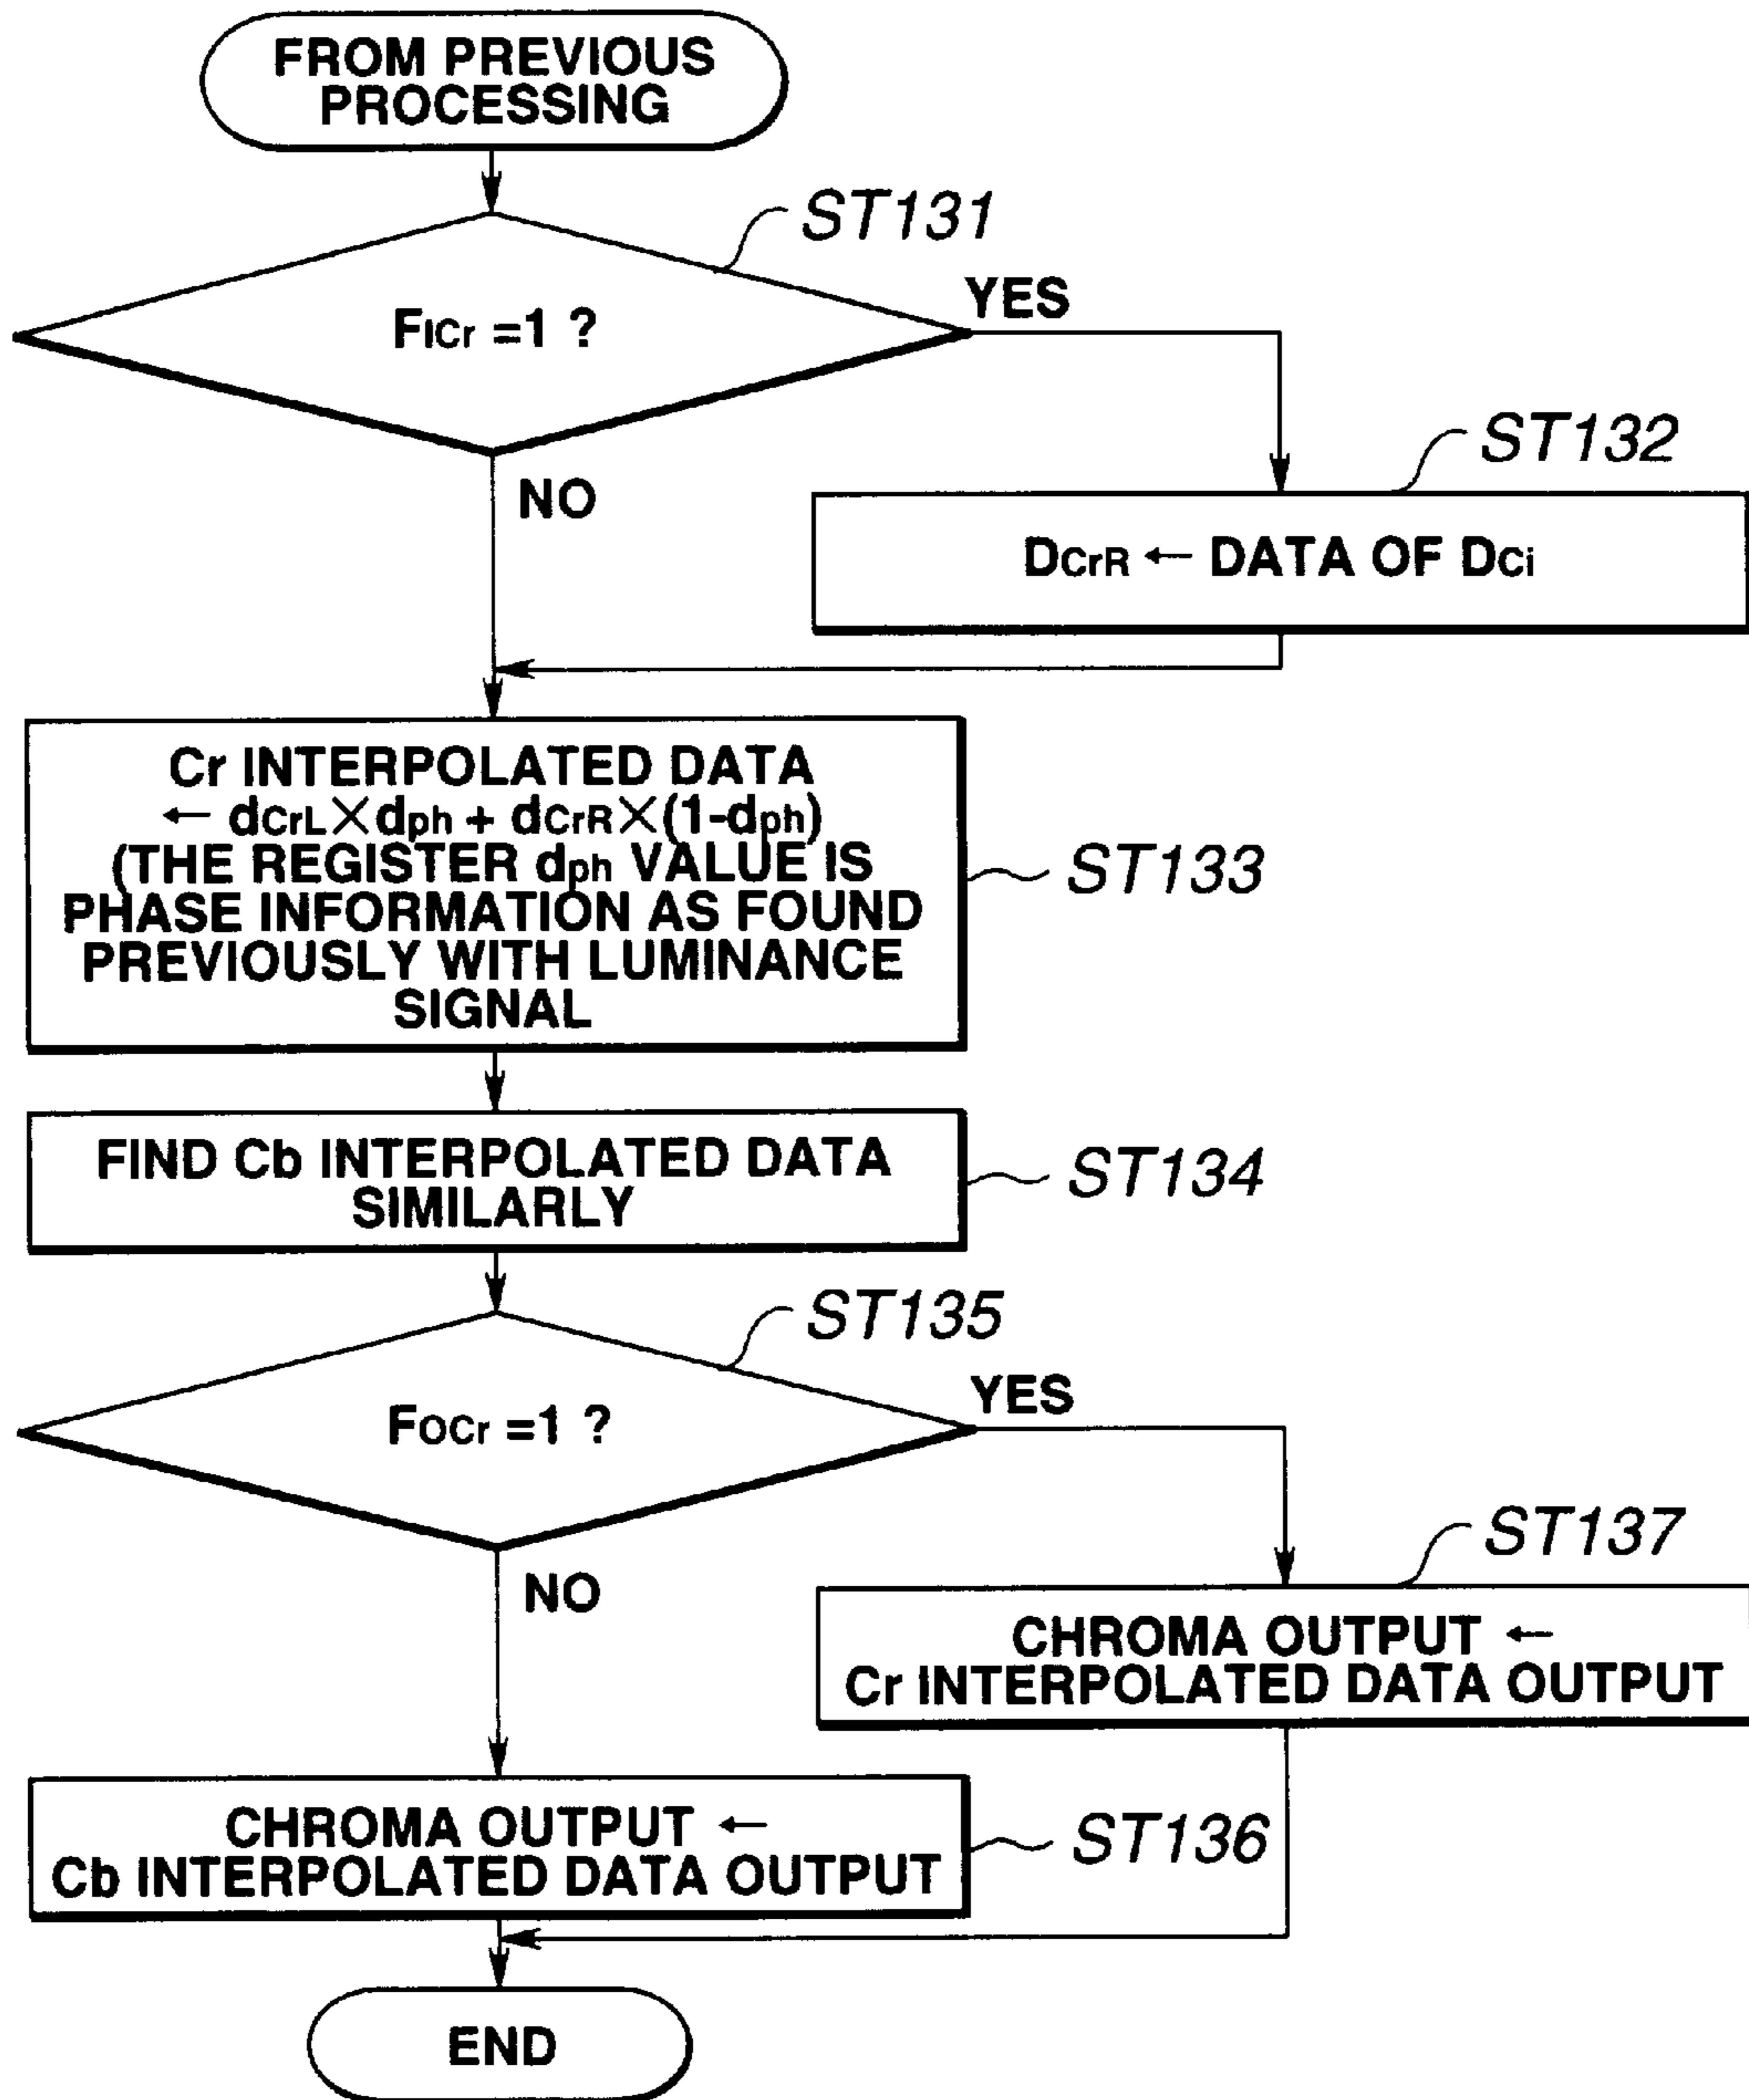 FROM PREVIOUS
PROCESSING
ST131
FICr =1 ?
YES
NO
ST132
DCrR ← DATA OF DCi
Cr INTERPOLATED DATA
← dCrL×dph + dCrR×(1-dph)
(THE REGISTER dph VALUE IS
PHASE INFORMATION AS FOUND
PREVIOUSLY WITH LUMINANCE
SIGNAL
ST133
FIND Cb INTERPOLATED DATA
SIMILARLY
ST134
ST135
FOCr =1 ?
YES
NO
ST137
CHROMA OUTPUT ←
Cr INTERPOLATED DATA OUTPUT
CHROMA OUTPUT ←
Cb INTERPOLATED DATA OUTPUT
ST136
END